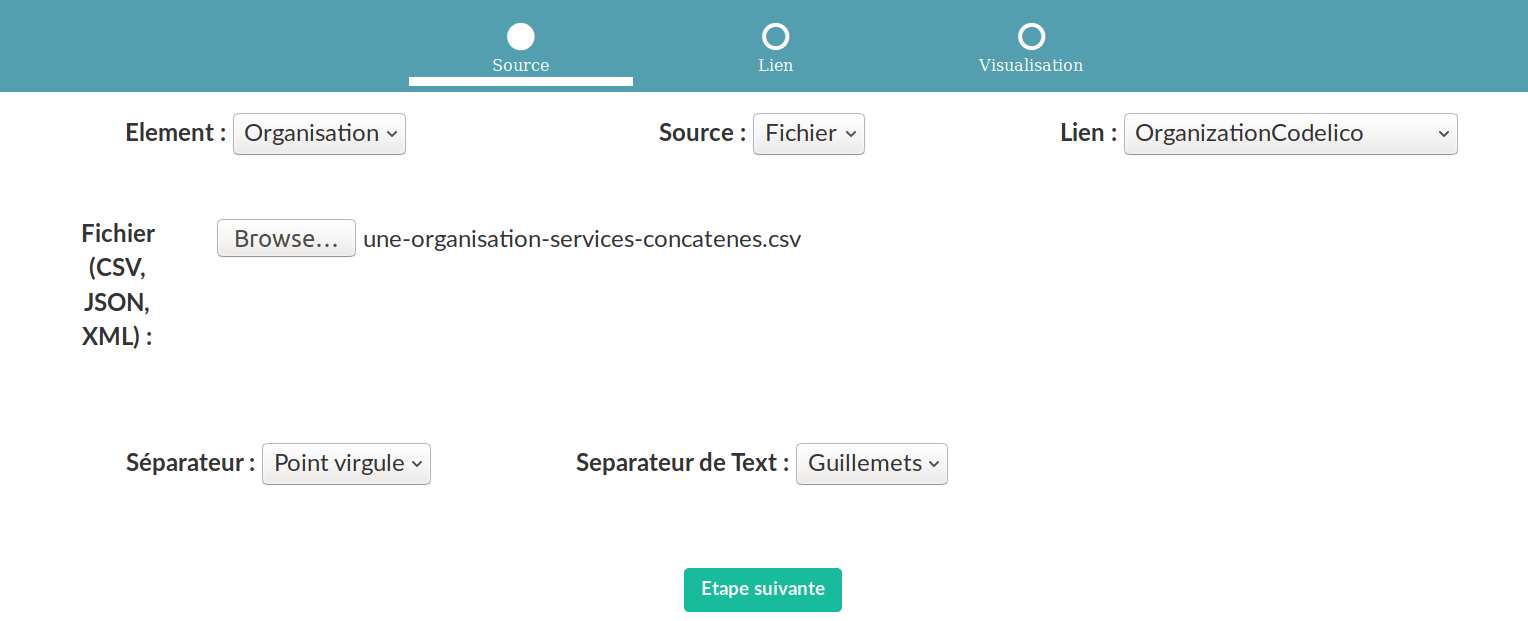 Source
Lien
Visualisation
Element : Organisation
Source : Fichier
Lien : OrganizationCodelico
Fichier
(CSV,
JSON,
XML) :
Browse... une-organisation-services-concatenes.csv
Séparateur : Point virgule
Separateur de Text : Guillemets
Etape suivante